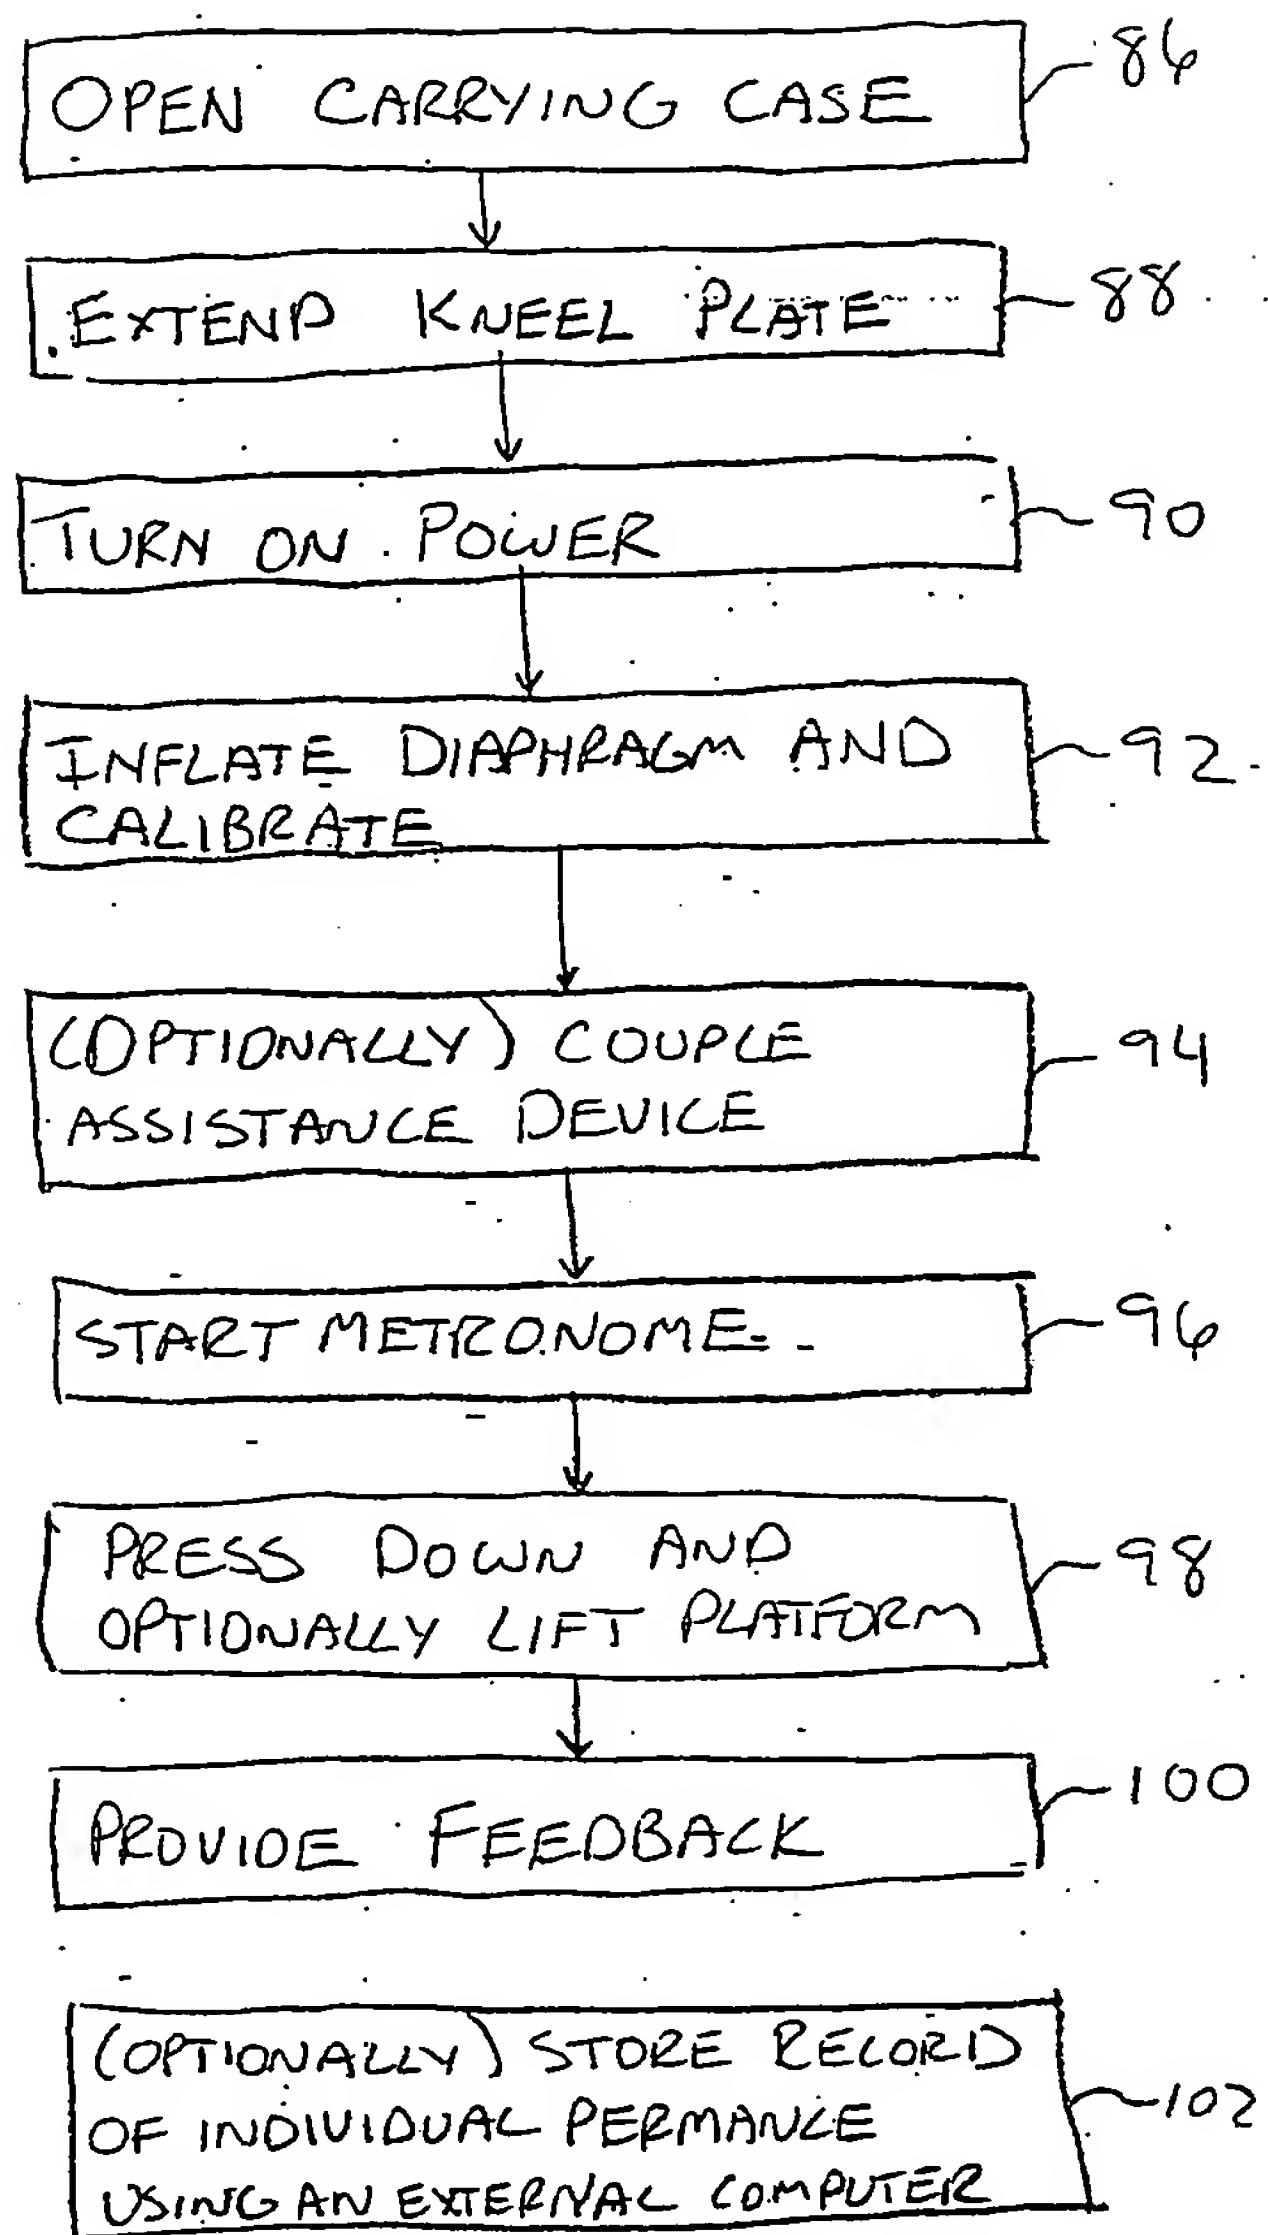 OPEN CARRYING CASE
86
EXTEND KNEEL PLATE
88
TURN ON POWER
90
INFLATE DIAPHRAGM AND
CALIBRATE
92
(OPTIONALLY) COUPLE
ASSISTANCE DEVICE
94
START METRONOME
96
PRESS DOWN AND
OPTIONALLY LIFT PLATFORM
98
PROVIDE FEEDBACK
100
(OPTIONALLY) STORE RECORD
OF INDIVIDUAL PERMANCE
USING AN EXTERNAL COMPUTER
102